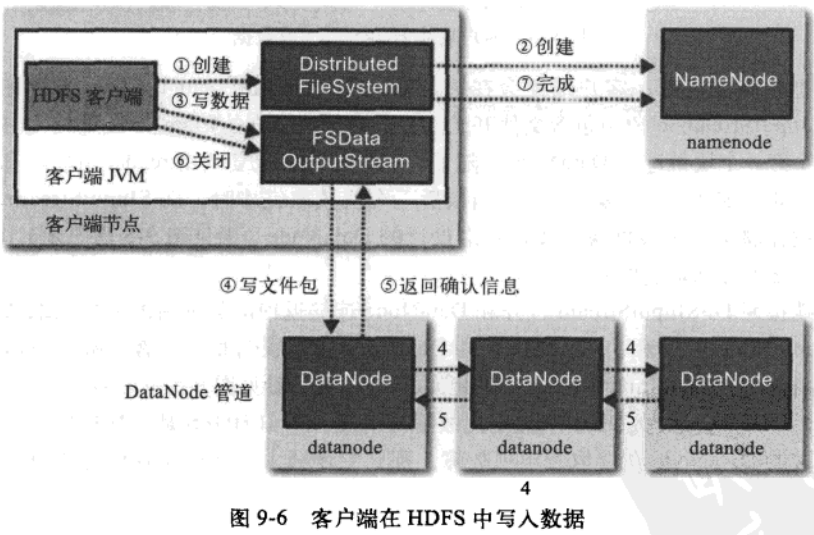 ①创建
Distributed
FileSystem
②创建
NameNode
HDFS 客户端
③写数据
⑦完成
namenode
FSData
OutputStream
⑥关闭
客户端 JVM
客户端节点
④写文件包
⑤返回确认信息
DataNode 管道
DataNode
4
DataNode
4
DataNode
5
5
datanode
datanode
datanode
4
图 9-6 客户端在 HDFS 中写入数据